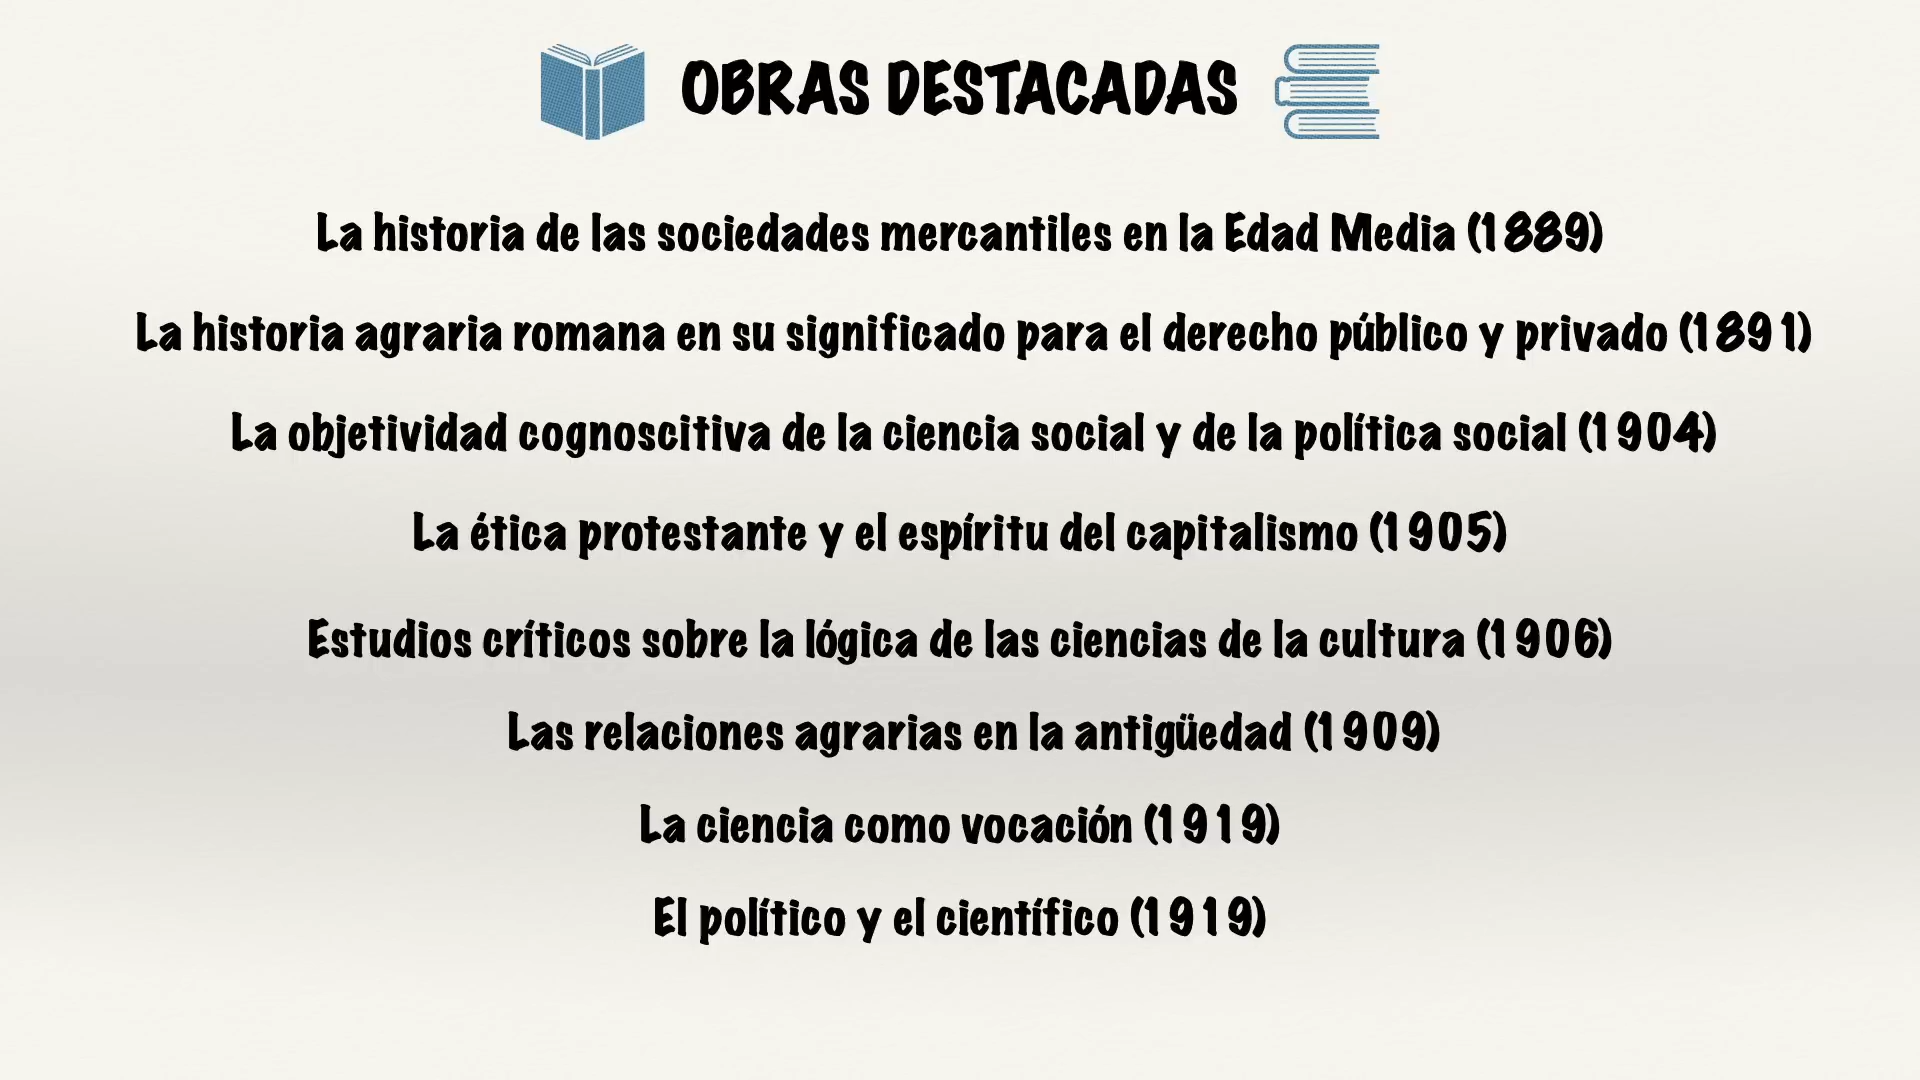 OBRAS DESTACADAS
La historia de las sociedades mercantiles en la Edad Media (1889)
La historia agraria romana en su significado para el derecho público y privado (1891)
La objetividad cognoscitiva de la ciencia social y de la política social (1904)
La ética protestante y el espíritu del capitalismo (1905)
Estudios críticos sobre la lógica de las ciencias de la cultura (1906)
Las relaciones agrarias en la antigüedad (1909)
La ciencia como vocación (1919)
El político y el científico (1919)